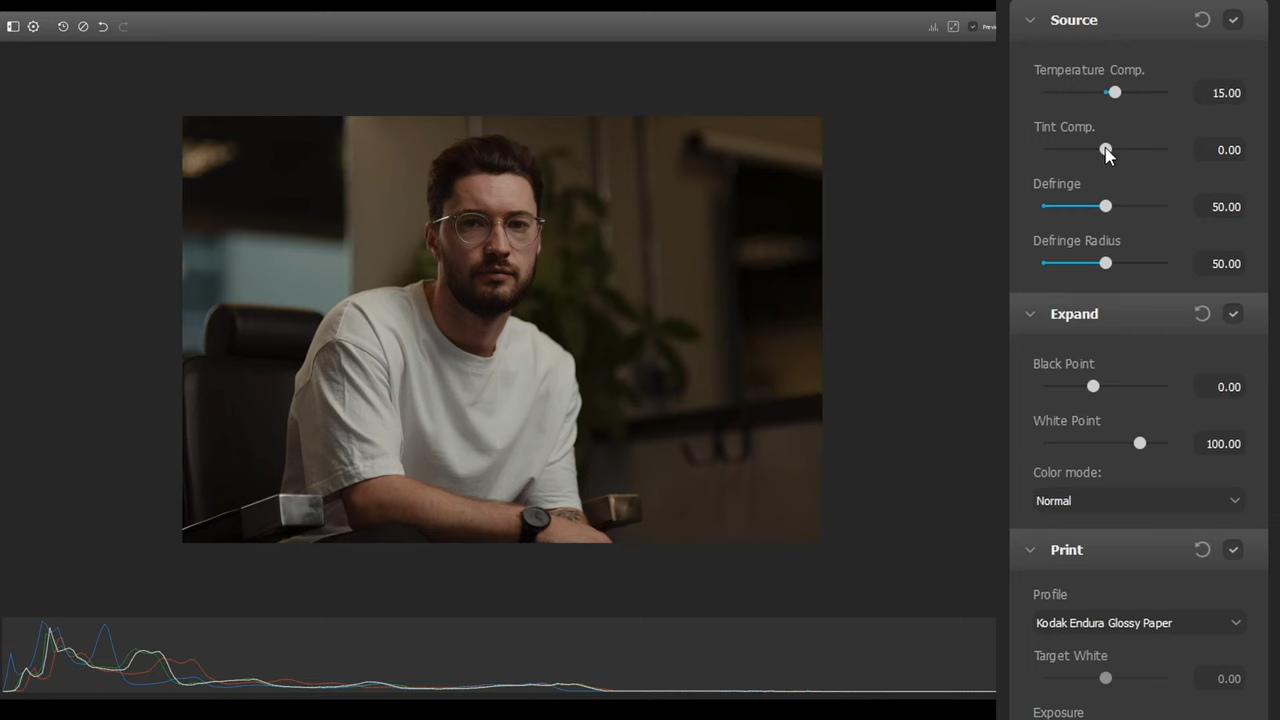 Source
Temperature Comp.
15.00
Tint Comp.
0.00
Defringe
50.00
Defringe Radius
50.00
Expand
Black Point
0.00
White Point
100.00
Color mode:
Normal
Print
Profile
Kodak Endura Glossy Paper
Target White
0.00
Exposure